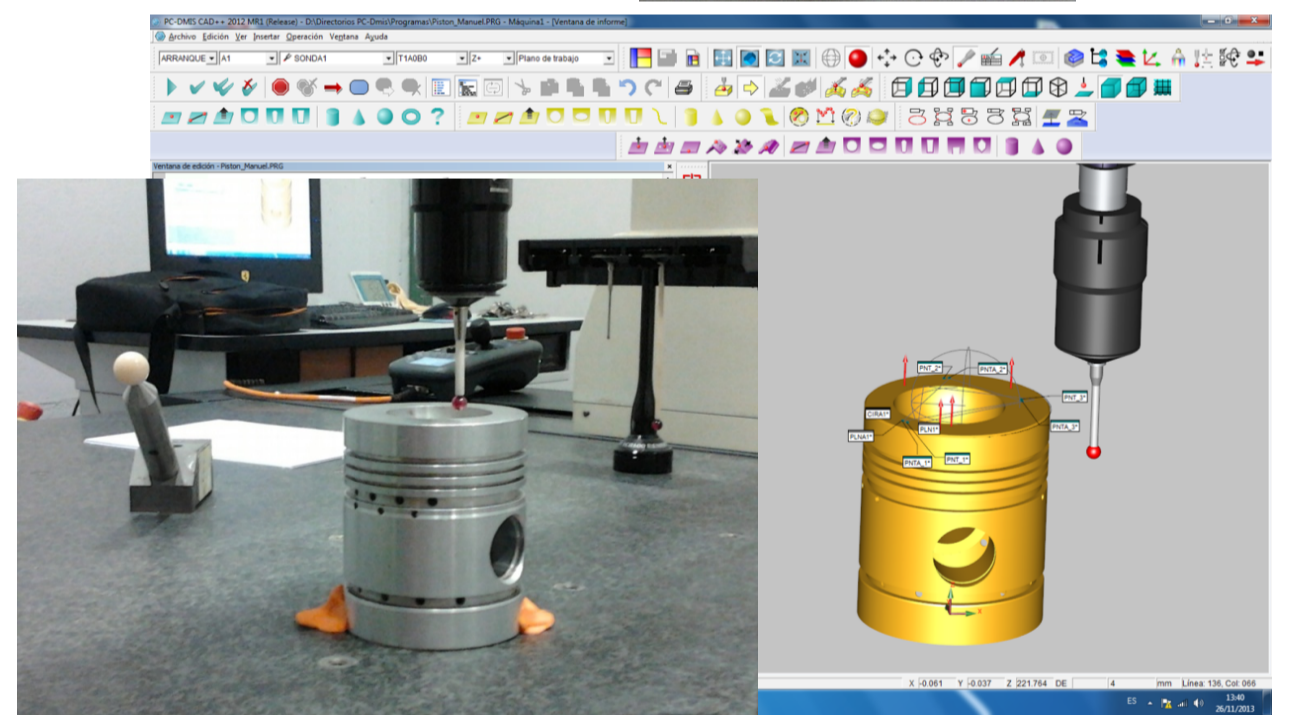 PC-DMIS CAD++ 2012 MR1 (Release) - D:\Directorios PC-Dmis\Programas\Piston_Manuel.PRG - Máquina1 - [Ventana de informe]
Archivo Edición Ver Insertar Operación Ventana Ayuda
ARRANQUE A1 SONDA1 T1A0B0 Z+ Plano de trabajo
Ventana de edición - Piston_Manuel.PRG
PNT_2* PNTA_2*
PNT_3*
CIRA1*
PLN1* PNTA_3*
PLNA1*
PNTA_1* PNT_1*
X
X -0.061 Y -0.037 Z 221.764 DE 4 mm Línea: 136, Col: 066
ES 13:40
26/11/2013